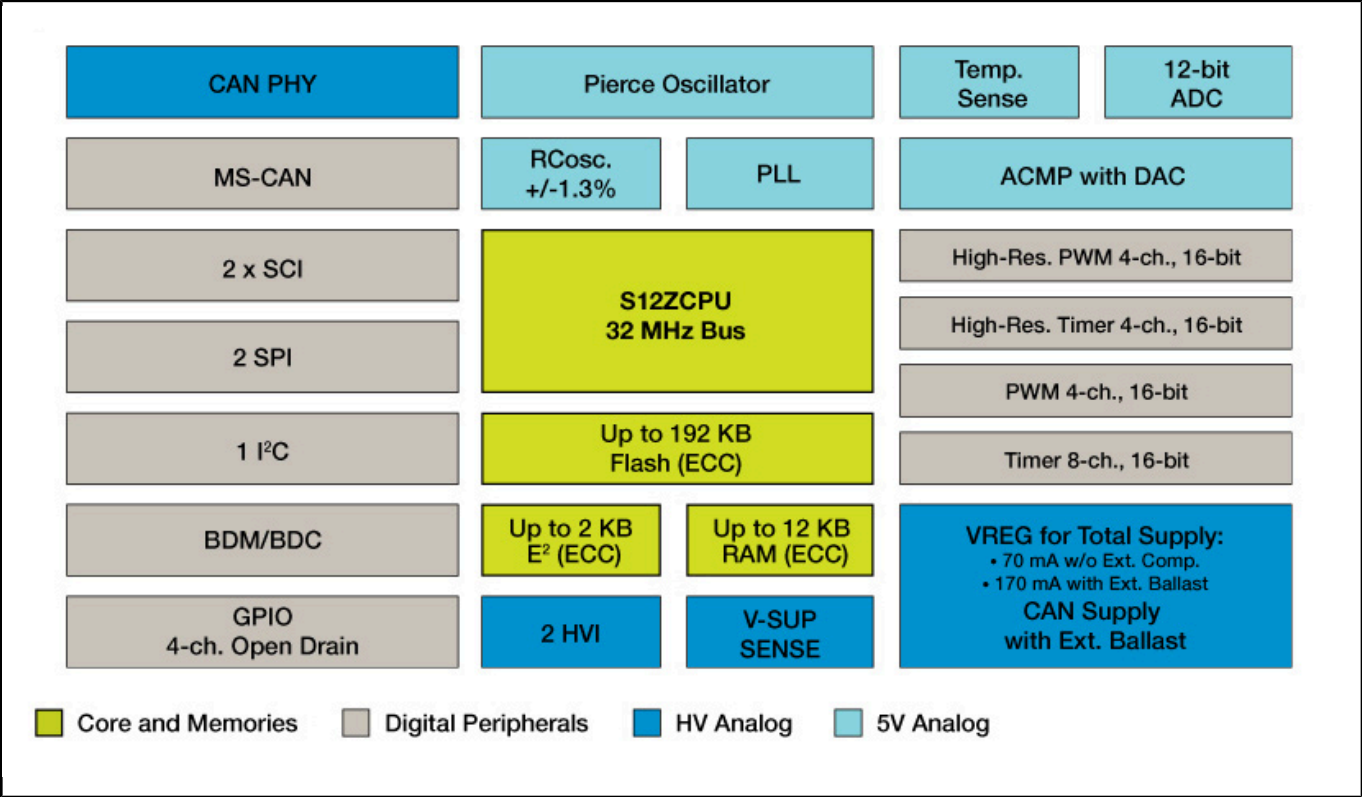 CAN PHY
MS-CAN
2 x SCI
2 SPI
1 I²C
BDM/BDC
GPIO
4-ch. Open Drain
Pierce Oscillator
RCosc.
+/-1.3%
PLL
S12ZCPU
32 MHz Bus
Up to 192 KB
Flash (ECC)
Up to 2 KB
E² (ECC)
Up to 12 KB
RAM (ECC)
2 HVI
V-SUP
SENSE
Temp.
Sense
12-bit
ADC
ACMP with DAC
High-Res. PWM 4-ch., 16-bit
High-Res. Timer 4-ch., 16-bit
PWM 4-ch., 16-bit
Timer 8-ch., 16-bit
VREG for Total Supply:
• 70 mA w/o Ext. Comp.
• 170 mA with Ext. Ballast
CAN Supply
with Ext. Ballast
Core and Memories
Digital Peripherals
HV Analog
5V Analog